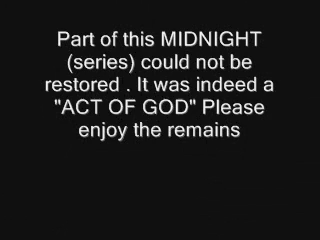 Part of this MIDNIGHT
(series) could not be
restored . It was indeed a
"ACT OF GOD" Please
enjoy the remains